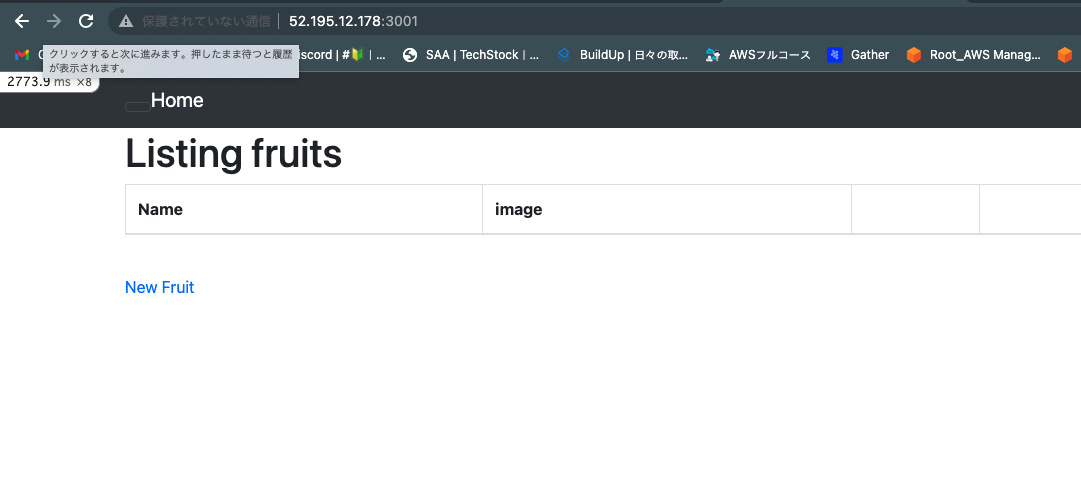 保護されていない通信 52.195.12.178:3001
クリックすると次に進みます。押したまま待つと履歴
が表示されます。
iscord | #🔰 | ... SAA | TechStock | ... BuildUp | 日々の取... AWSフルコース Gather Root_AWS Manag...
2773.9 ms ×8
Home
Listing fruits
Name image
New Fruit